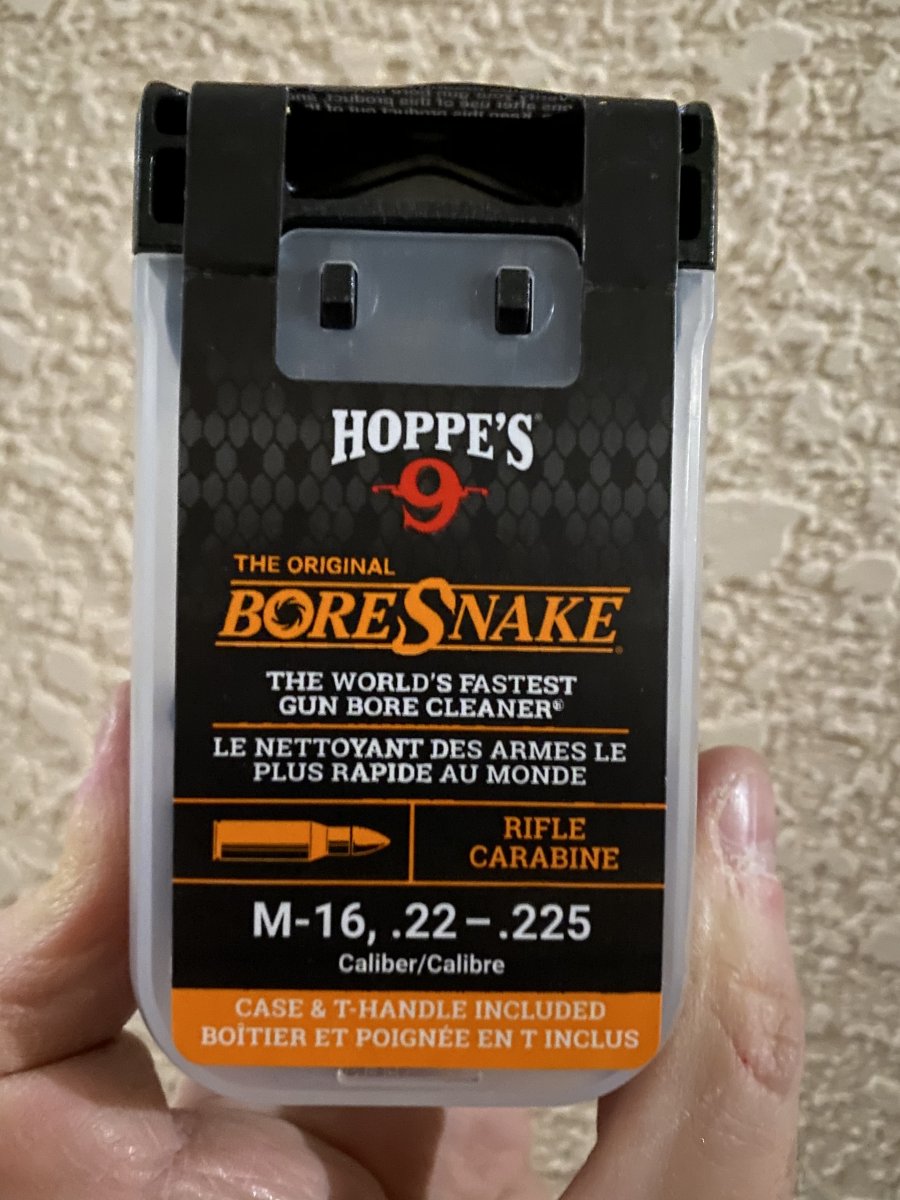 HOPPE'S
9
THE ORIGINAL
BORESNAKE®
THE WORLD'S FASTEST
GUN BORE CLEANER®
LE NETTOYANT DES ARMES LE
PLUS RAPIDE AU MONDE
RIFLE
CARABINE
M-16, .22 – .225
Caliber/Calibre
CASE & T-HANDLE INCLUDED
BOÎTIER ET POIGNÉE EN T INCLUS